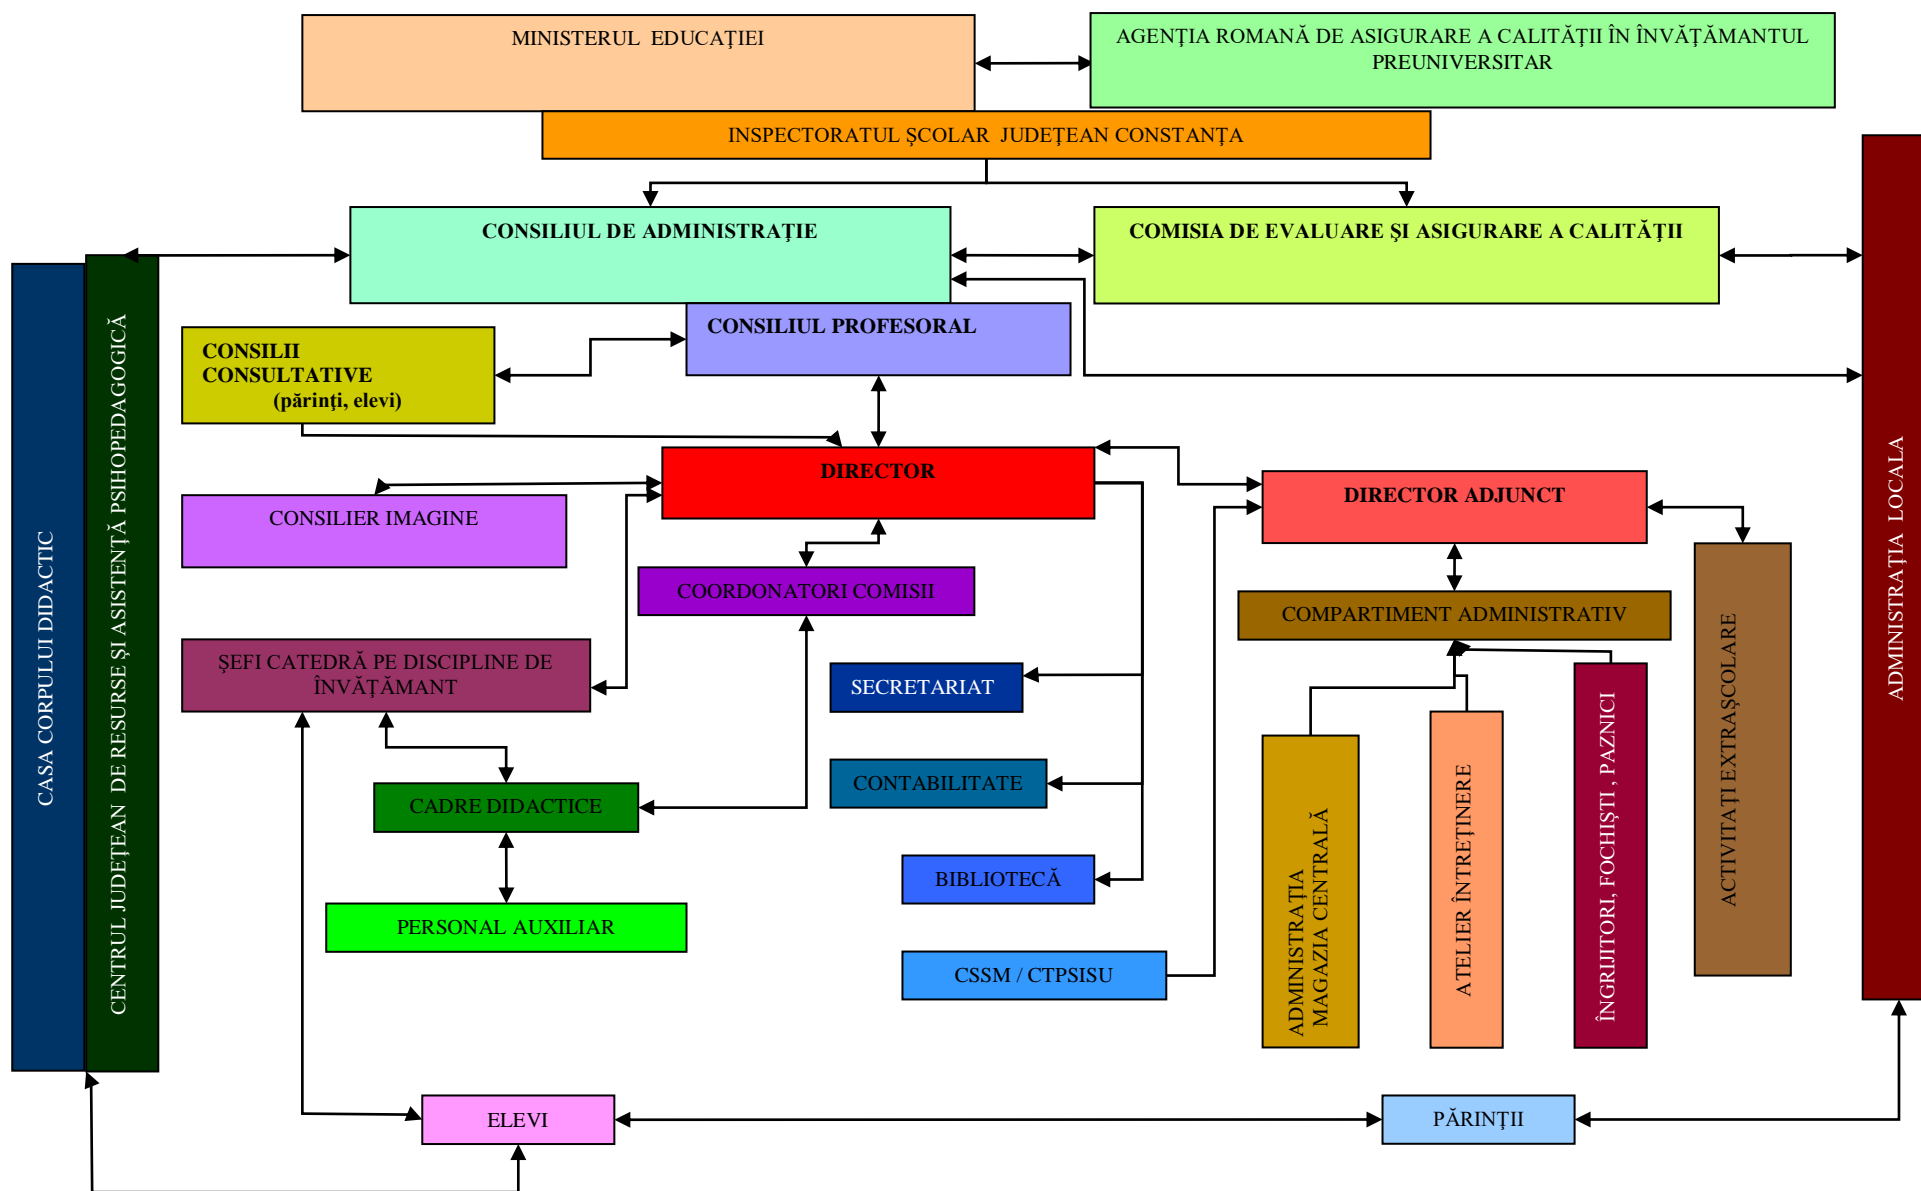 MINISTERUL  EDUCAŢIEI
AGENŢIA ROMANĂ DE ASIGURARE A CALITĂŢII ÎN ÎNVĂŢĂMANTUL
PREUNIVERSITAR
INSPECTORATUL ŞCOLAR  JUDEŢEAN CONSTANŢA
CONSILIUL DE ADMINISTRAŢIE
COMISIA DE EVALUARE ŞI ASIGURARE A CALITĂŢII
CONSILIUL PROFESORAL
CONSILII
CONSULTATIVE
(părinţi, elevi)
DIRECTOR
DIRECTOR ADJUNCT
CONSILIER IMAGINE
COORDONATORI COMISII
COMPARTIMENT ADMINISTRATIV
ŞEFI CATEDRĂ PE DISCIPLINE DE
ÎNVĂŢĂMANT
SECRETARIAT
CONTABILITATE
CADRE DIDACTICE
BIBLIOTECĂ
PERSONAL AUXILIAR
CSSM / CTPSISU
ADMINISTRAŢIA
MAGAZIA CENTRALĂ
ATELIER ÎNTREŢINERE
ÎNGRIJITORI, FOCHIŞTI , PAZNICI
ACTIVITAŢI EXTRAŞCOLARE
ADMINISTRAŢIA  LOCALA
CASA CORPULUI DIDACTIC
CENTRUL JUDEŢEAN  DE RESURSE ŞI ASISTENŢĂ PSIHOPEDAGOGICĂ
ELEVI
PĂRINŢII